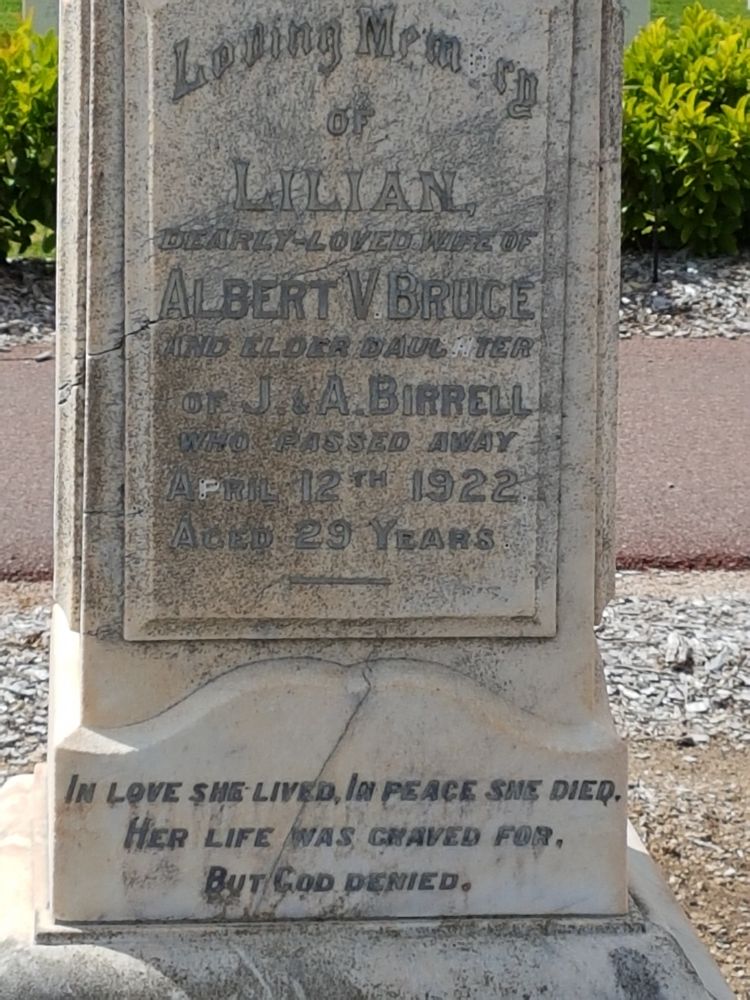 Loving Memory
OF
LILIAN,
DEARLY-LOVED WIFE OF
ALBERT V. BRUCE
AND ELDER DAUGHTER
OF J. & A. BIRRELL
WHO PASSED AWAY
APRIL 12TH 1922.
AGED 29 YEARS.
IN LOVE SHE LIVED, IN PEACE SHE DIED.
HER LIFE WAS CRAVED FOR,
BUT GOD DENIED.